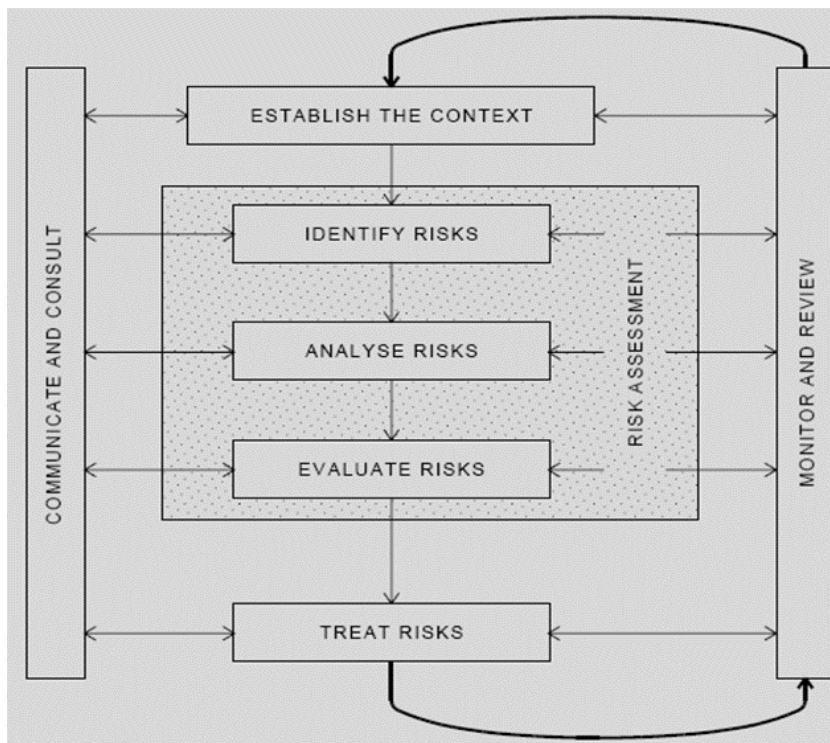 ESTABLISH THE CONTEXT
COMMUNICATE AND CONSULT
IDENTIFY RISKS
ANALYSE RISKS
EVALUATE RISKS
RISK ASSESSMENT
MONITOR AND REVIEW
TREAT RISKS